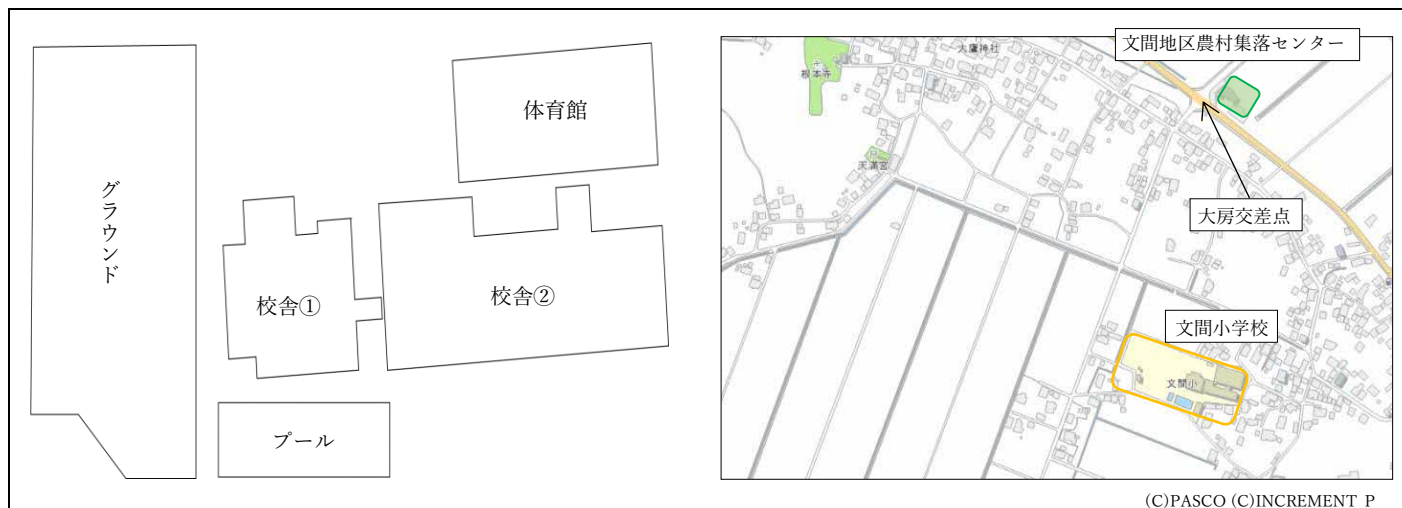 グラウンド
体育館
校舎①
校舎②
プール
文間地区農村集落センター
大鷹神社
根本寺
天満宮
大房交差点
文間小学校
文間小
(C)PASCO (C)INCREMENT P